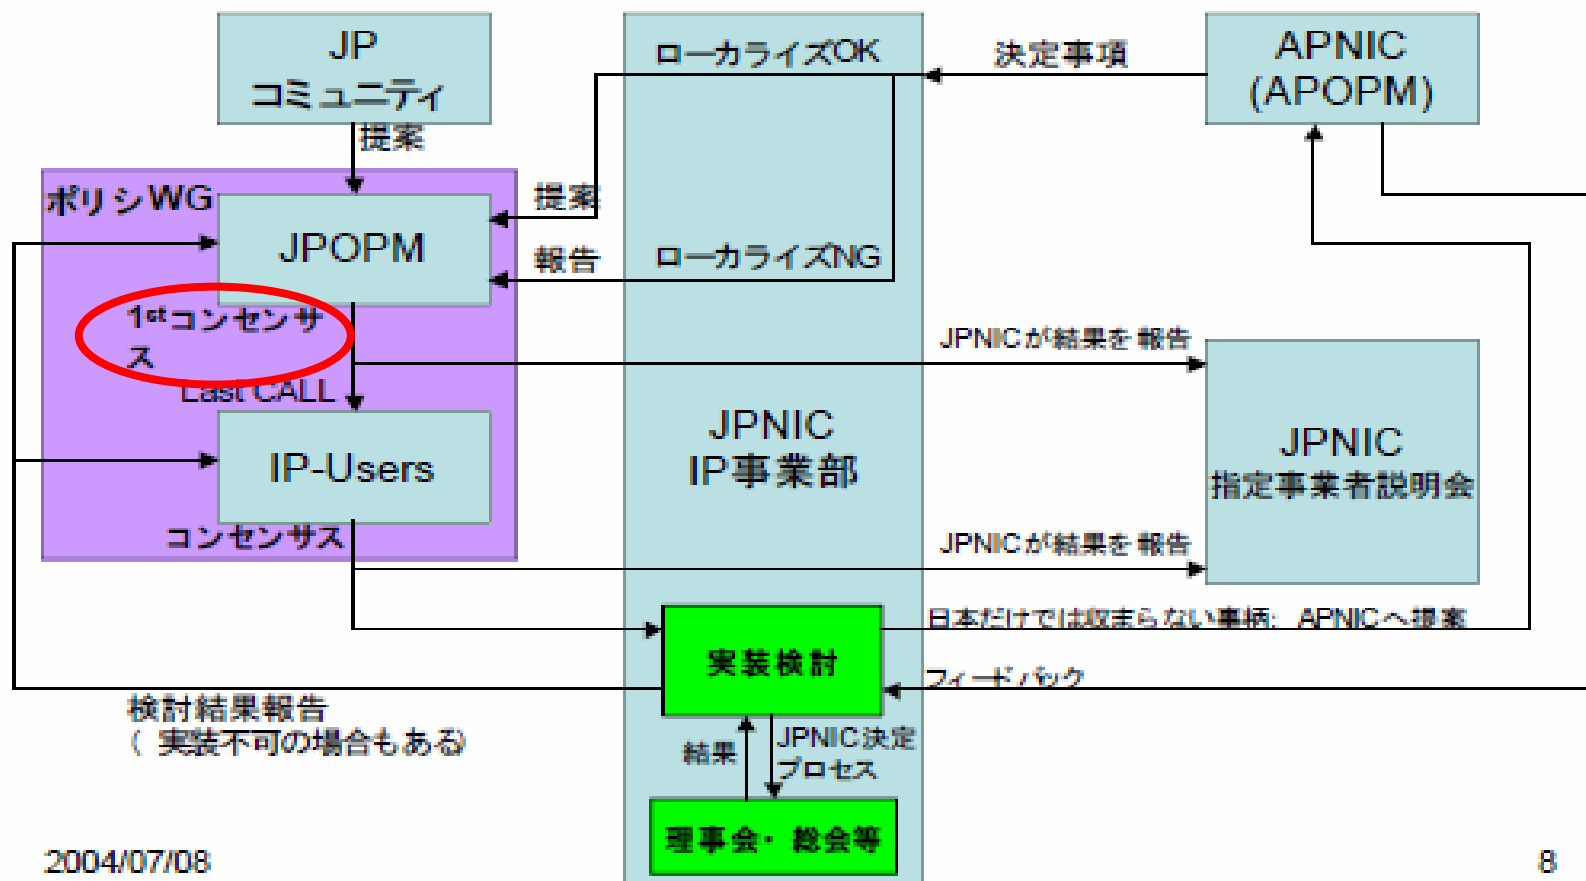 JP
コミュニティ
提案
ポリシWG
JPOPM
1stコンセンサ
ス
Last CALL
IP-Users
コンセンサス
検討結果報告
( 実装不可の場合もある)
2004/07/08
ローカライズOK
提案
報告
ローカライズNG
JPNIC
IP事業部
実装検討
結果
JPNIC決定
プロセス
理事会・総会等
決定事項
APNIC
(APOPM)
JPNICが結果を報告
JPNIC
指定事業者説明会
JPNICが結果を報告
日本だけでは収まらない事柄: APNICへ提案
フィードバック
8